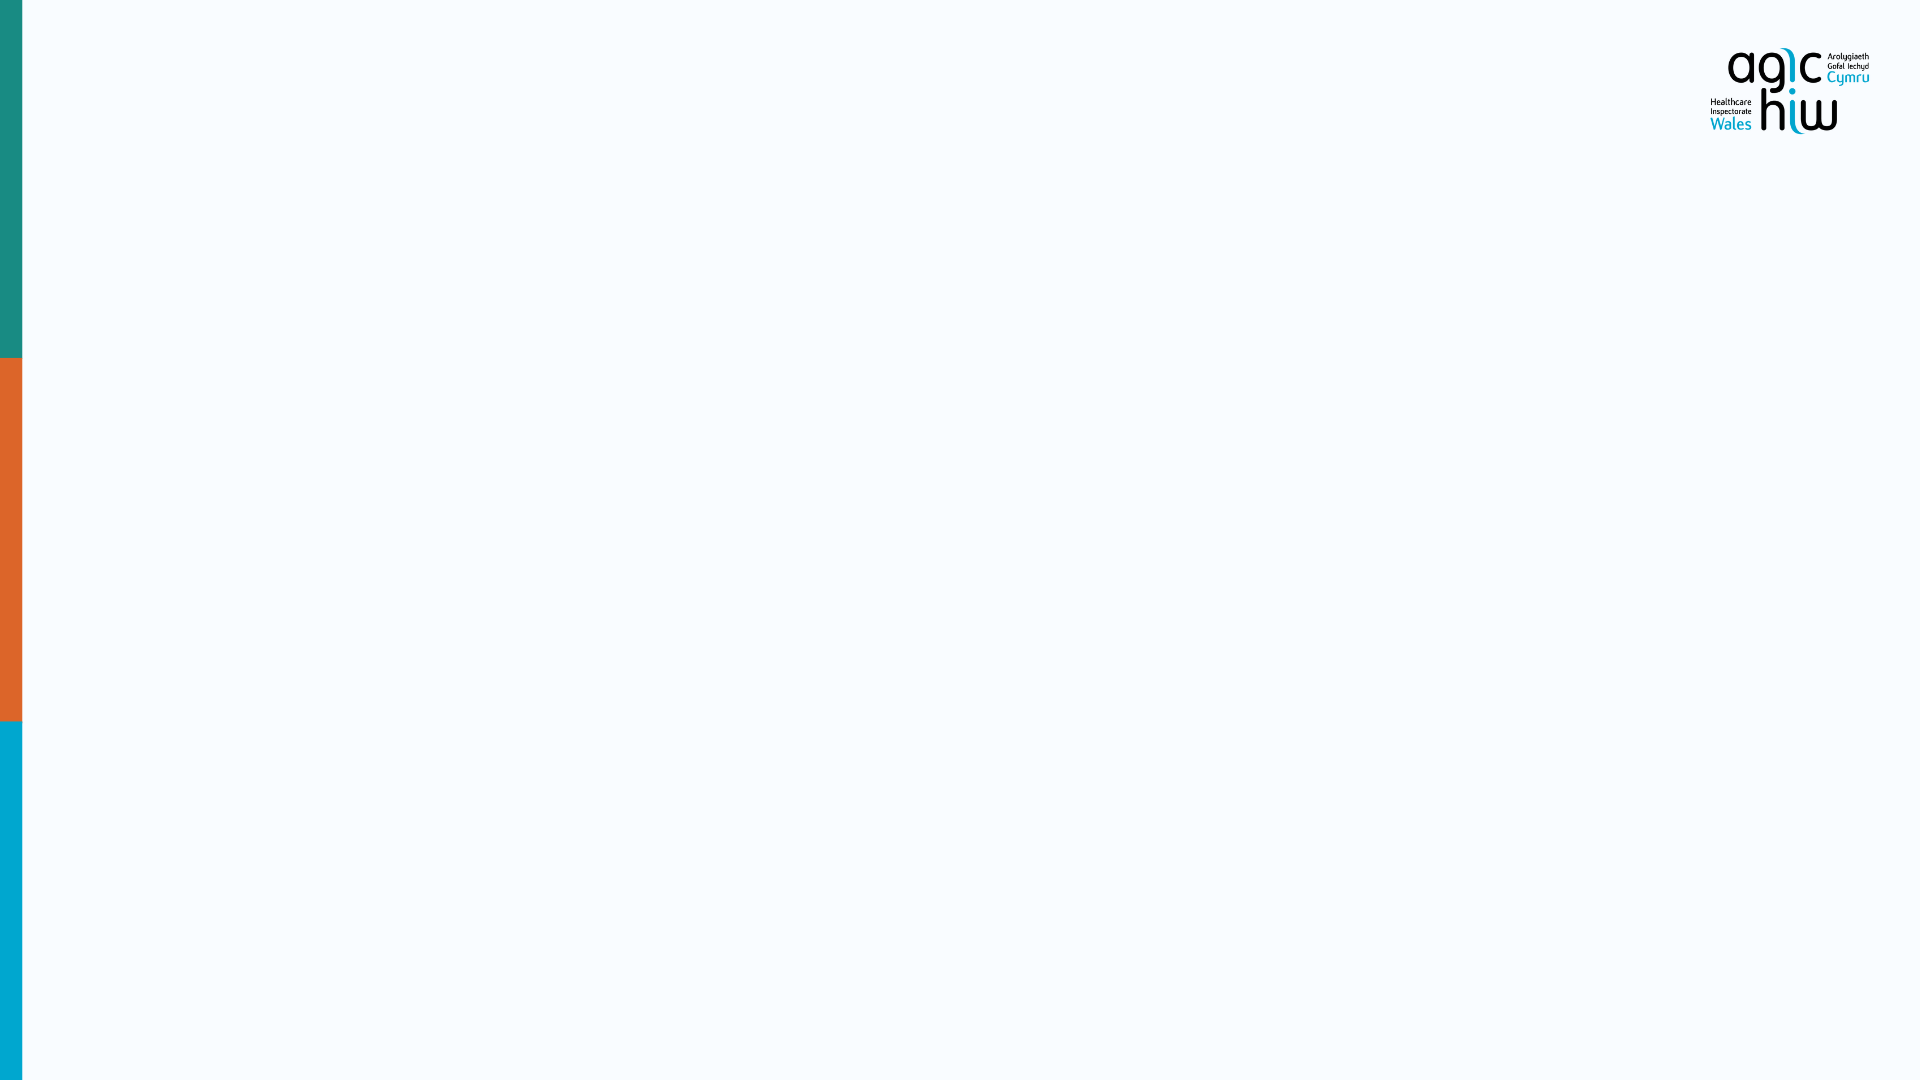 agic
Arolygiaeth
Gofal Iechyd
Cymru
Healthcare
Inspectorate
Wales
hiw